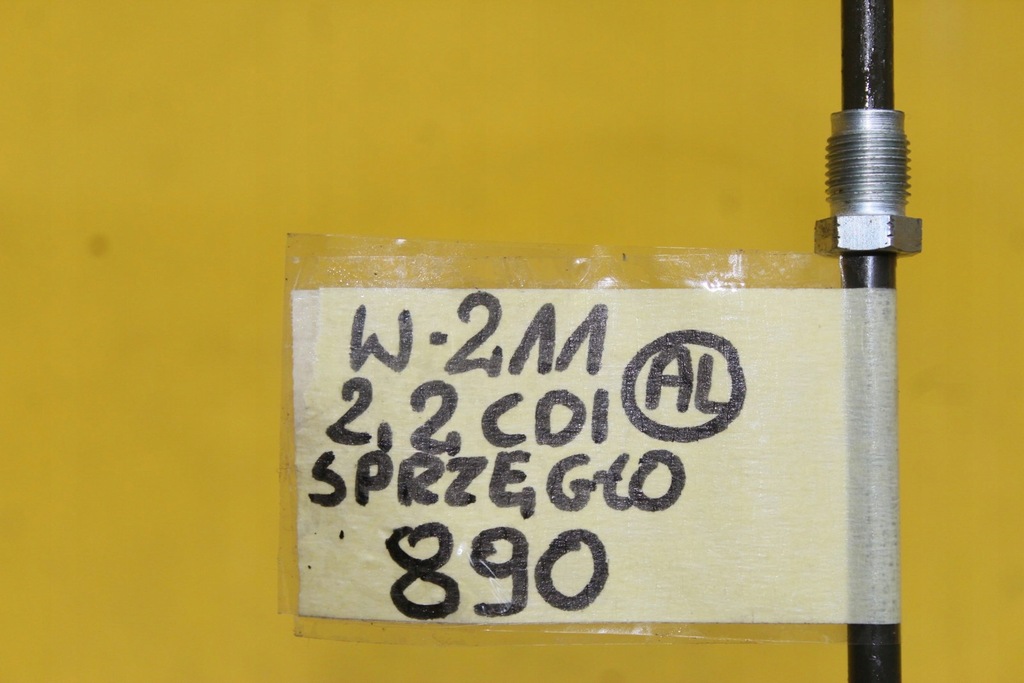 W-211
2,2 CDI AL
SPRZĘGŁO
890